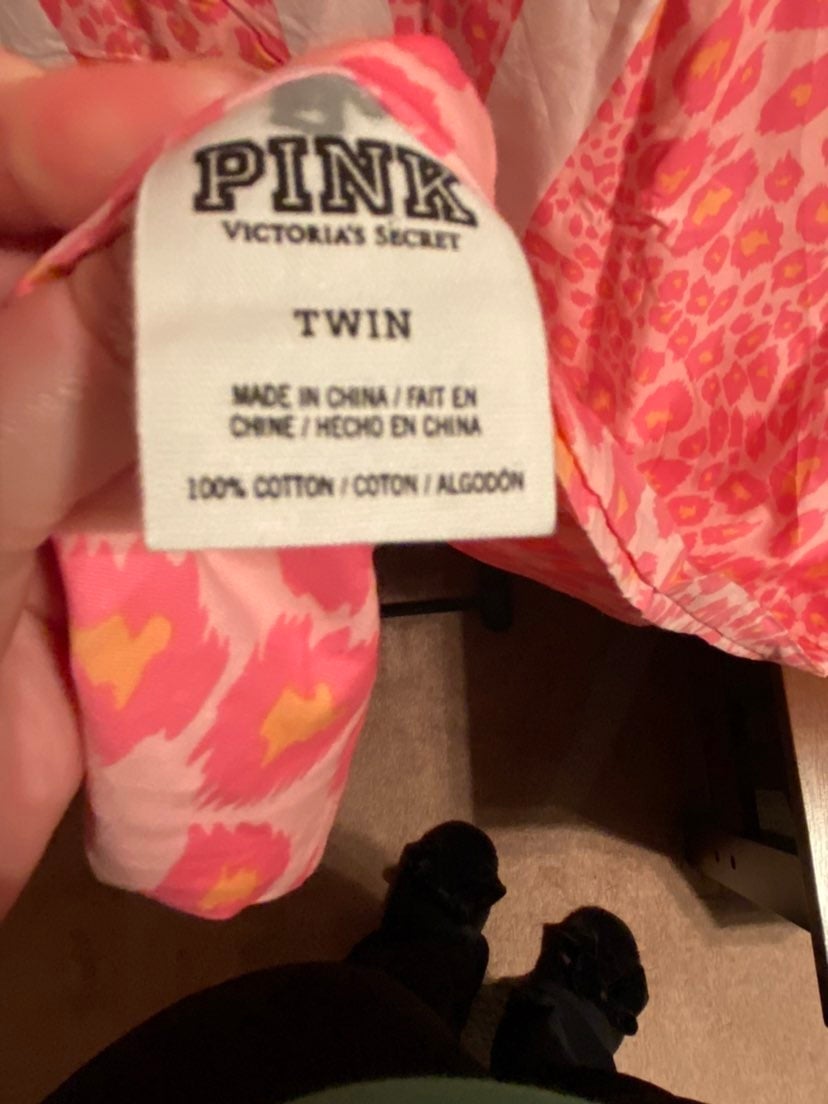 PINK
VICTORIA'S SECRET
TWIN
MADE IN CHINA / FAIT EN
CHINE / HECHO EN CHINA
100% COTTON / COTON / ALGODÓN